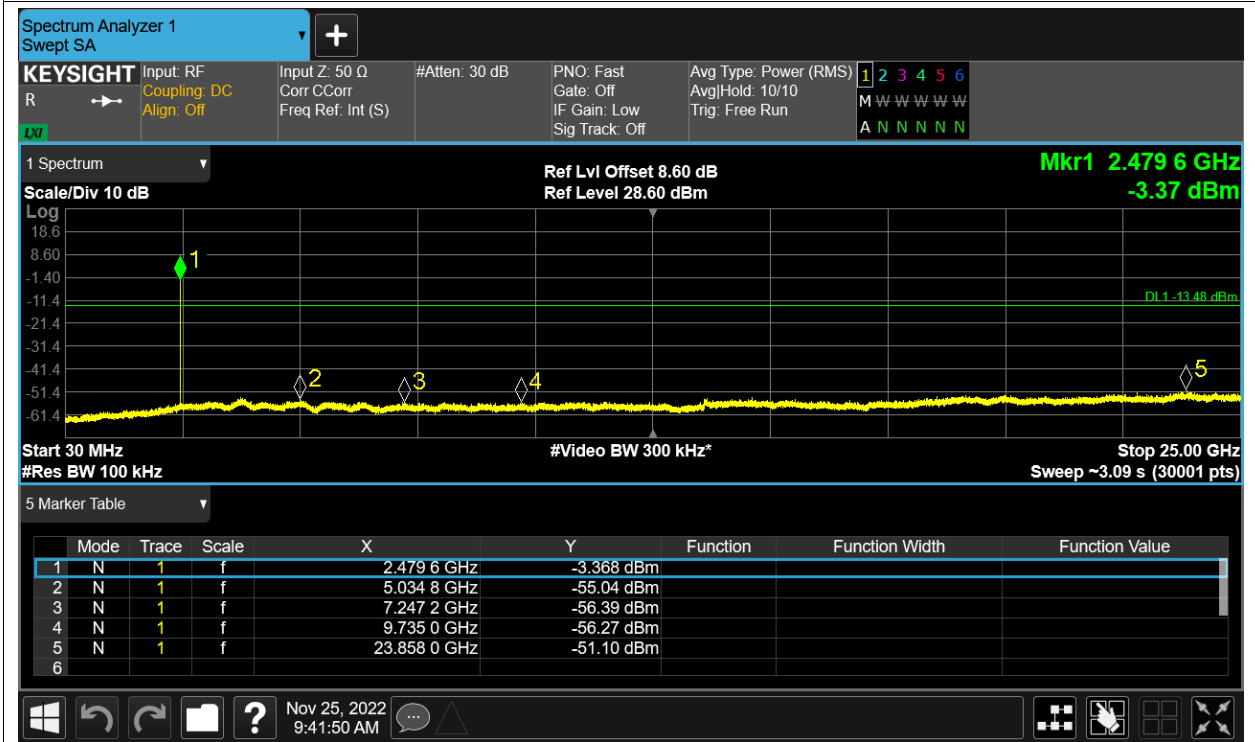 Spectrum Analyzer 1
Swept SA
+
KEYSIGHT Input: RF Input Z: 50 Ω #Atten: 30 dB PNO: Fast Avg Type: Power (RMS) 1 2 3 4 5 6
R Coupling: DC Corr CCorr Gate: Off Avg|Hold: 10/10 M W W W W W
Align: Off Freq Ref: Int (S) IF Gain: Low Trig: Free Run
LXI Sig Track: Off A N N N N N
1 Spectrum Ref Lvl Offset 8.60 dB Mkr1 2.479 6 GHz
Scale/Div 10 dB Ref Level 28.60 dBm -3.37 dBm
Log
18.6
8.60 1
-1.40
-11.4 DL1 -13.48 dBm
-21.4
-31.4
-41.4 2 3 4 5
-51.4
-61.4
Start 30 MHz #Video BW 300 kHz* Stop 25.00 GHz
#Res BW 100 kHz Sweep ~3.09 s (30001 pts)
5 Marker Table
Mode Trace Scale X Y Function Function Width Function Value
1 N 1 f 2.479 6 GHz -3.368 dBm
2 N 1 f 5.034 8 GHz -55.04 dBm
3 N 1 f 7.247 2 GHz -56.39 dBm
4 N 1 f 9.735 0 GHz -56.27 dBm
5 N 1 f 23.858 0 GHz -51.10 dBm
6
? Nov 25, 2022
9:41:50 AM